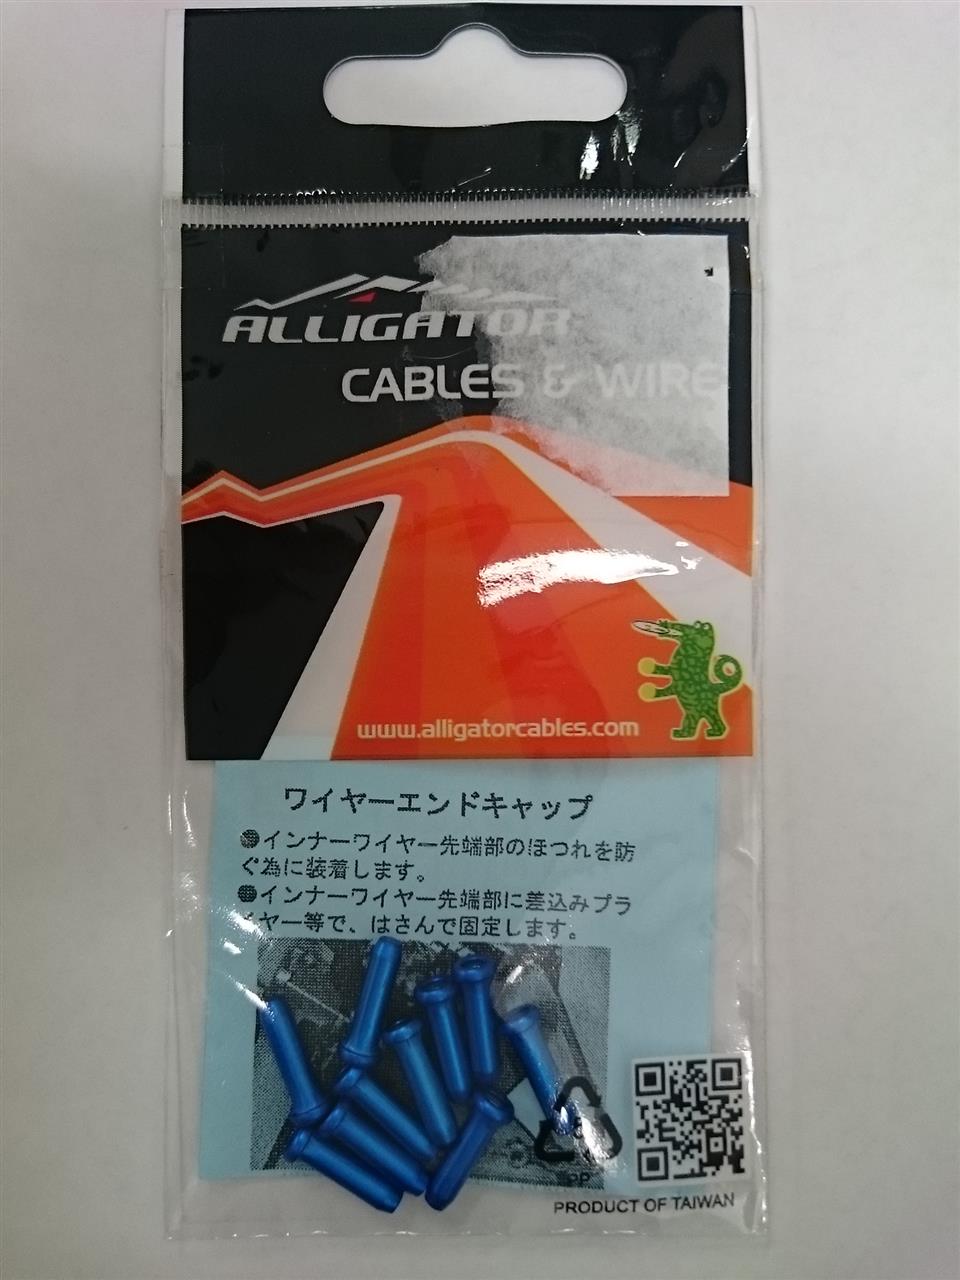 ALLIGATOR
CABLES & WIRE
www.alligatorcables.com
ワイヤーエンドキャップ
●インナーワイヤー先端部のほつれを防
ぐ為に装着します。
●インナーワイヤー先端部に差込みプラ
イヤー等で、はさんで固定します。
PP
PRODUCT OF TAIWAN